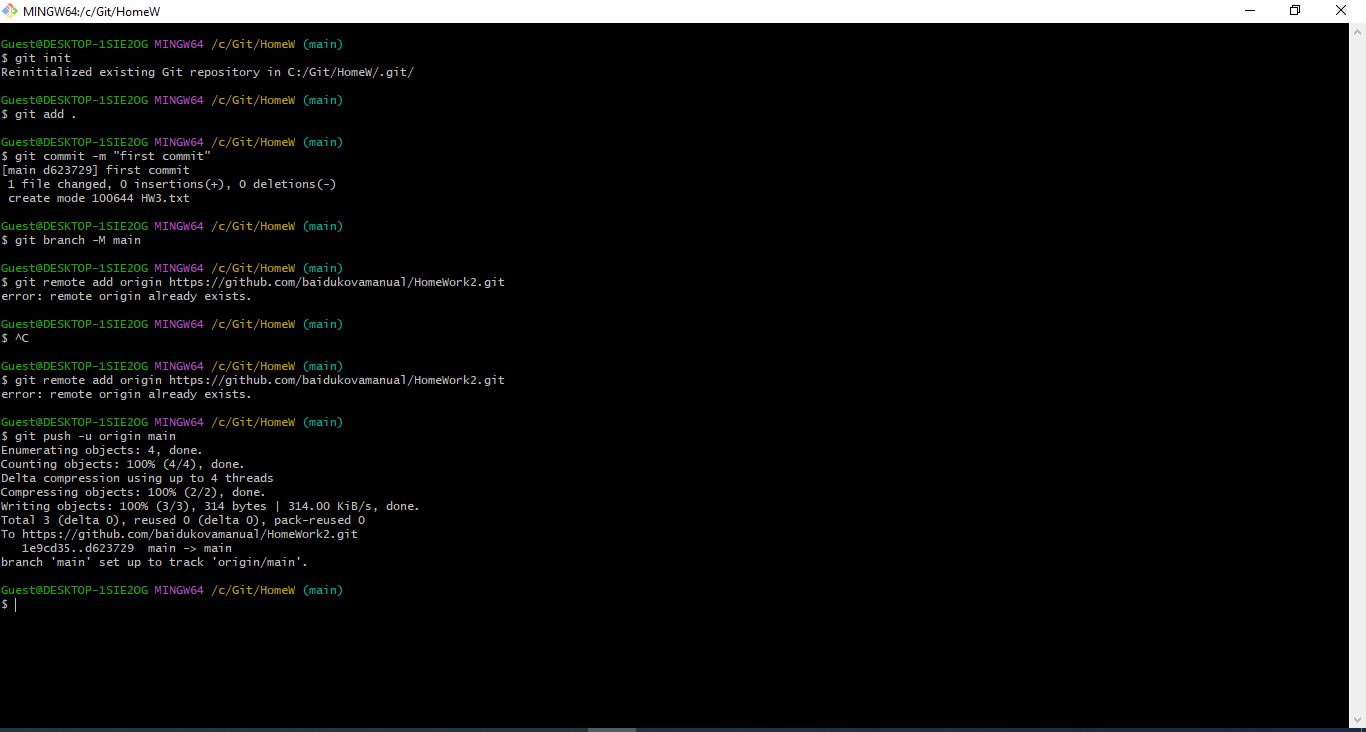 MINGW64:/c/Git/HomeW
Guest@DESKTOP-1SIE2OG MINGW64 /c/Git/HomeW (main)
$ git init
Reinitialized existing Git repository in C:/Git/HomeW/.git/
Guest@DESKTOP-1SIE2OG MINGW64 /c/Git/HomeW (main)
$ git add .
Guest@DESKTOP-1SIE2OG MINGW64 /c/Git/HomeW (main)
$ git commit -m "first commit"
[main d623729] first commit
 1 file changed, 0 insertions(+), 0 deletions(-)
 create mode 100644 HW3.txt
Guest@DESKTOP-1SIE2OG MINGW64 /c/Git/HomeW (main)
$ git branch -M main
Guest@DESKTOP-1SIE2OG MINGW64 /c/Git/HomeW (main)
$ git remote add origin https://github.com/baidukovamanual/HomeWork2.git
error: remote origin already exists.
Guest@DESKTOP-1SIE2OG MINGW64 /c/Git/HomeW (main)
$ ^C
Guest@DESKTOP-1SIE2OG MINGW64 /c/Git/HomeW (main)
$ git remote add origin https://github.com/baidukovamanual/HomeWork2.git
error: remote origin already exists.
Guest@DESKTOP-1SIE2OG MINGW64 /c/Git/HomeW (main)
$ git push -u origin main
Enumerating objects: 4, done.
Counting objects: 100% (4/4), done.
Delta compression using up to 4 threads
Compressing objects: 100% (2/2), done.
Writing objects: 100% (3/3), 314 bytes | 314.00 KiB/s, done.
Total 3 (delta 0), reused 0 (delta 0), pack-reused 0
To https://github.com/baidukovamanual/HomeWork2.git
   1e9cd35..d623729  main -> main
branch 'main' set up to track 'origin/main'.
Guest@DESKTOP-1SIE2OG MINGW64 /c/Git/HomeW (main)
$